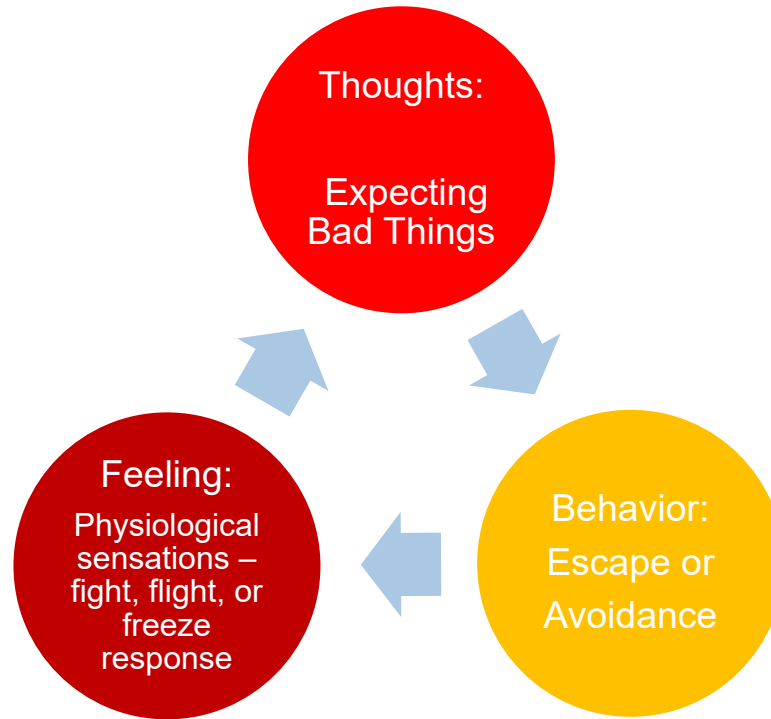 Thoughts:
Expecting
Bad Things
Feeling:
Physiological
sensations –
fight, flight, or
freeze
response
Behavior:
Escape or
Avoidance